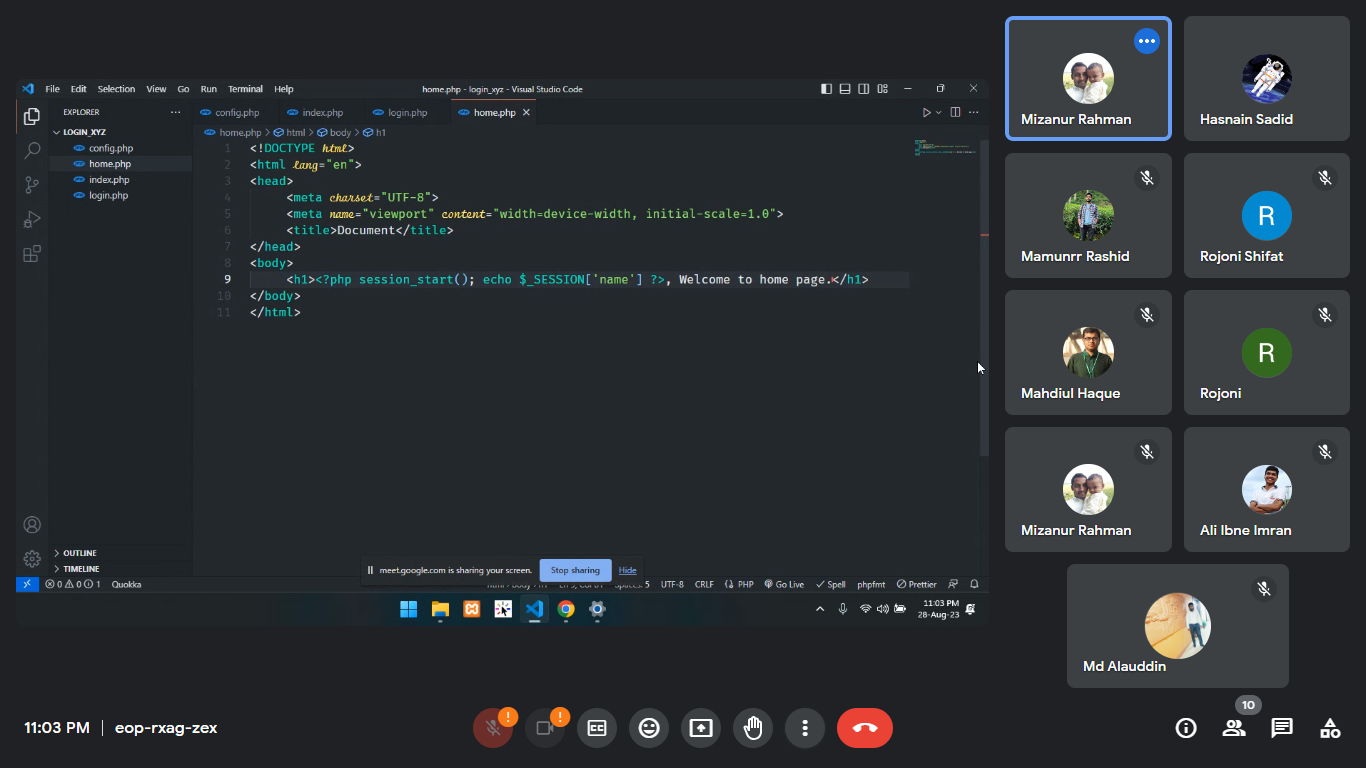 File Edit Selection View Go Run Terminal Help
home.php - login_xyz - Visual Studio Code
EXPLORER
LOGIN_XYZ
config.php
home.php
index.php
login.php
OUTLINE
TIMELINE
config.php index.php login.php home.php
home.php > html > body > h1
1 <!DOCTYPE html>
2 <html lang="en">
3 <head>
4 <meta charset="UTF-8">
5 <meta name="viewport" content="width=device-width, initial-scale=1.0">
6 <title>Document</title>
7 </head>
8 <body>
9 <h1><?php session_start(); echo $_SESSION['name'] ?>, Welcome to home page.</h1>
10 </body>
11 </html>
meet.google.com is sharing your screen. Stop sharing Hide
0 0 1 Quokka
UTF-8 CRLF PHP Go Live Spell phpfmt Prettier
11:03 PM
28-Aug-23
Mizanur Rahman
Hasnain Sadid
Mamunrr Rashid
R
Rojoni Shifat
Mahdiul Haque
R
Rojoni
Mizanur Rahman
Ali Ibne Imran
Md Alauddin
11:03 PM | eop-rxag-zex
10